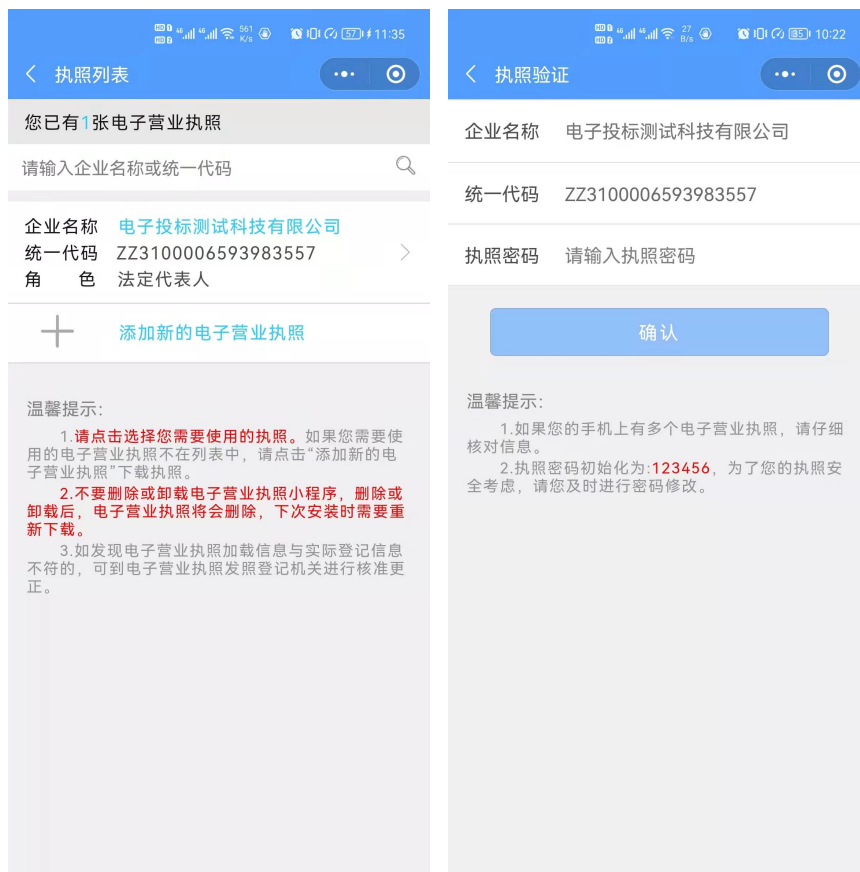 HD 1 4G 4G 561 K/s 57 11:35
HD 2
执照列表
您已有1张电子营业执照
请输入企业名称或统一代码
企业名称 电子投标测试科技有限公司
统一代码 ZZ3100006593983557
角 色 法定代表人
添加新的电子营业执照
温馨提示:
1.请点击选择您需要使用的执照。如果您需要使
用的电子营业执照不在列表中，请点击“添加新的电
子营业执照”下载执照。
2.不要删除或卸载电子营业执照小程序，删除或
卸载后，电子营业执照将会删除，下次安装时需要重
新下载。
3.如发现电子营业执照加载信息与实际登记信息
不符的，可到电子营业执照发照登记机关进行核准更
正。
HD 1 4G 4G 27 B/s 85 10:22
HD 2
执照验证
企业名称 电子投标测试科技有限公司
统一代码 ZZ3100006593983557
执照密码 请输入执照密码
确认
温馨提示:
1.如果您的手机上有多个电子营业执照，请仔细
核对信息。
2.执照密码初始化为:123456，为了您的执照安
全考虑，请您及时进行密码修改。